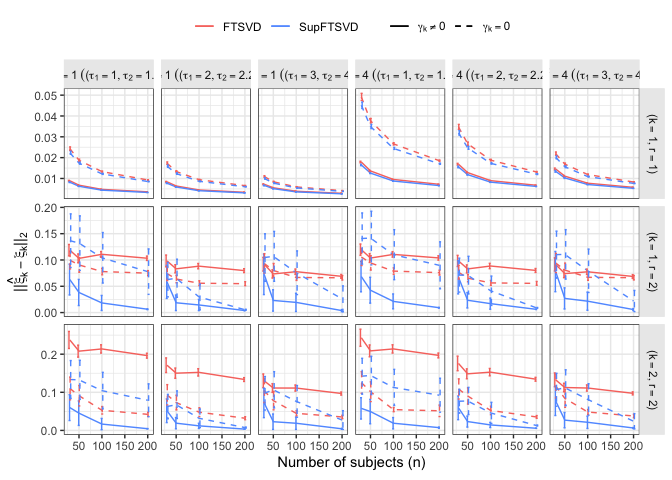 FTSVD SupFTSVD γk ≠ 0 γk = 0
= 1 ((τ1 = 1, τ2 = 1.
1 ((τ1 = 2, τ2 = 2.2
= 1 ((τ1 = 3, τ2 = 4
= 4 ((τ1 = 1, τ2 = 1.
4 ((τ1 = 2, τ2 = 2.2
= 4 ((τ1 = 3, τ2 = 4
0.05
0.04
0.03
0.02
0.01
(k = 1, r = 1)
0.20
0.15
0.10
0.05
0.00
(k = 1, r = 2)
0.2
0.1
0.0
(k = 2, r = 2)
||ξ̂k − ξk||2
50 100 150 200 50 100 150 200 50 100 150 200 50 100 150 200 50 100 150 200 50 100 150 200
Number of subjects (n)